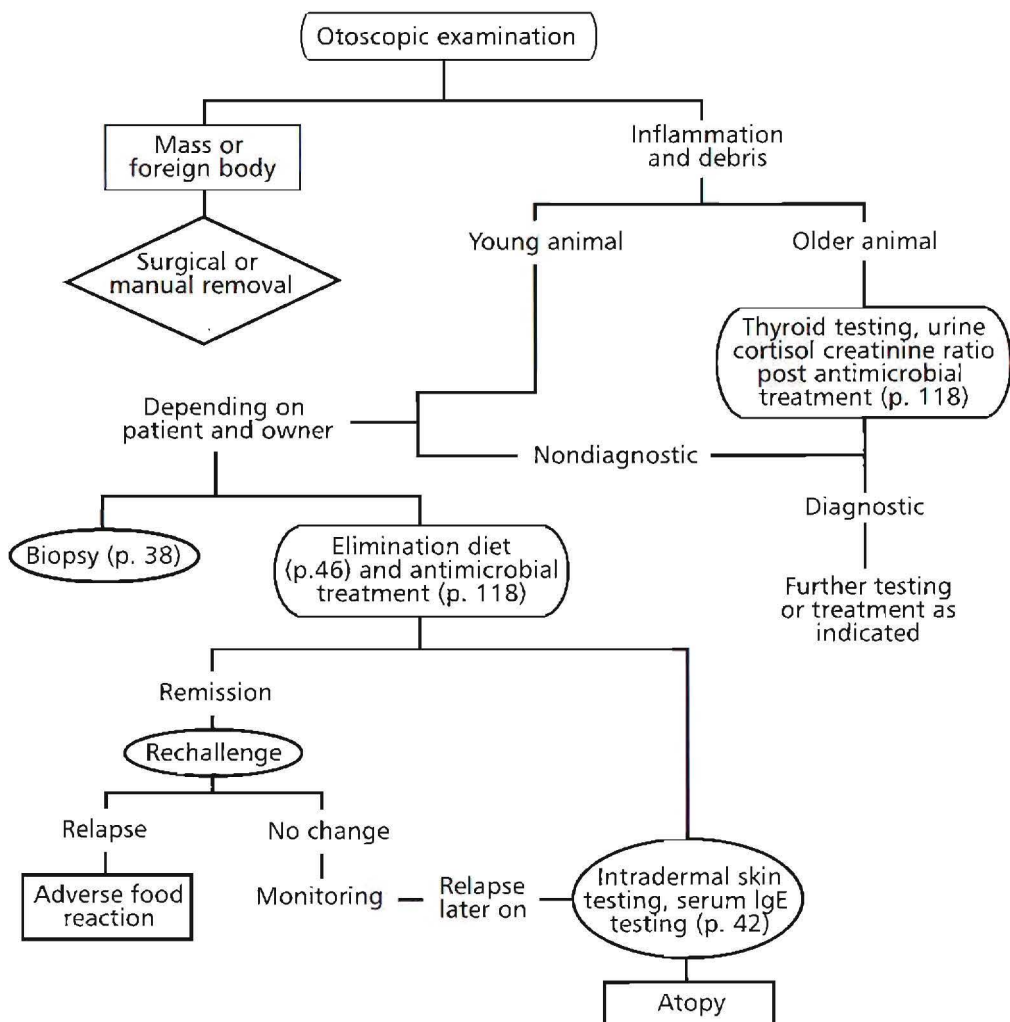 Otoscopic examination
Mass or
foreign body
Inflammation
and debris
Surgical or
manual removal
Young animal
Older animal
Thyroid testing, urine
cortisol creatinine ratio
post antimicrobial
treatment (p. 118)
Depending on
patient and owner
Nondiagnostic
Diagnostic
Biopsy (p. 38)
Elimination diet
(p.46) and antimicrobial
treatment (p. 118)
Further testing
or treatment as
indicated
Remission
Rechallenge
Relapse
No change
Adverse food
reaction
Monitoring
Relapse
later on
Intradermal skin
testing, serum IgE
testing (p. 42)
Atopy